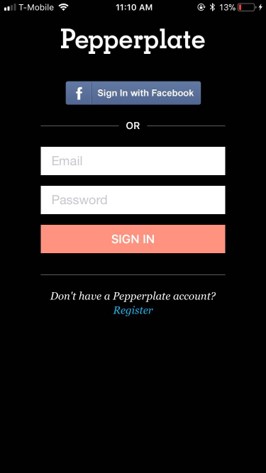 T-Mobile 11:10 AM 13%
Pepperplate
f Sign In with Facebook
OR
Email
Password
SIGN IN
Don't have a Pepperplate account?
Register